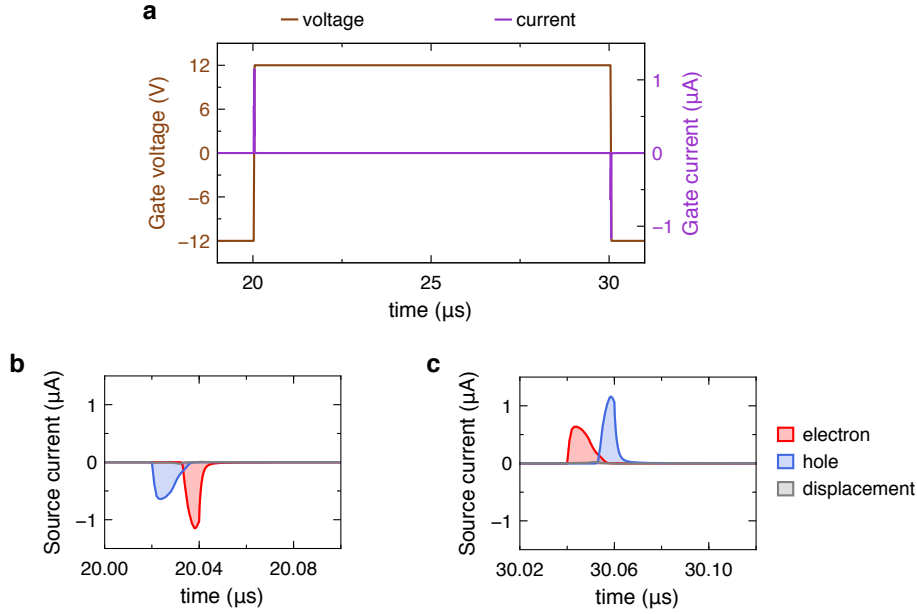 a
voltage
current
12
6
0
−6
−12
Gate voltage (V)
1
0
−1
Gate current (µA)
20
25
30
time (µs)
b
1
0
−1
Source current (µA)
20.00
20.04
20.08
time (µs)
c
1
0
−1
Source current (µA)
30.02
30.06
30.10
time (µs)
electron
hole
displacement